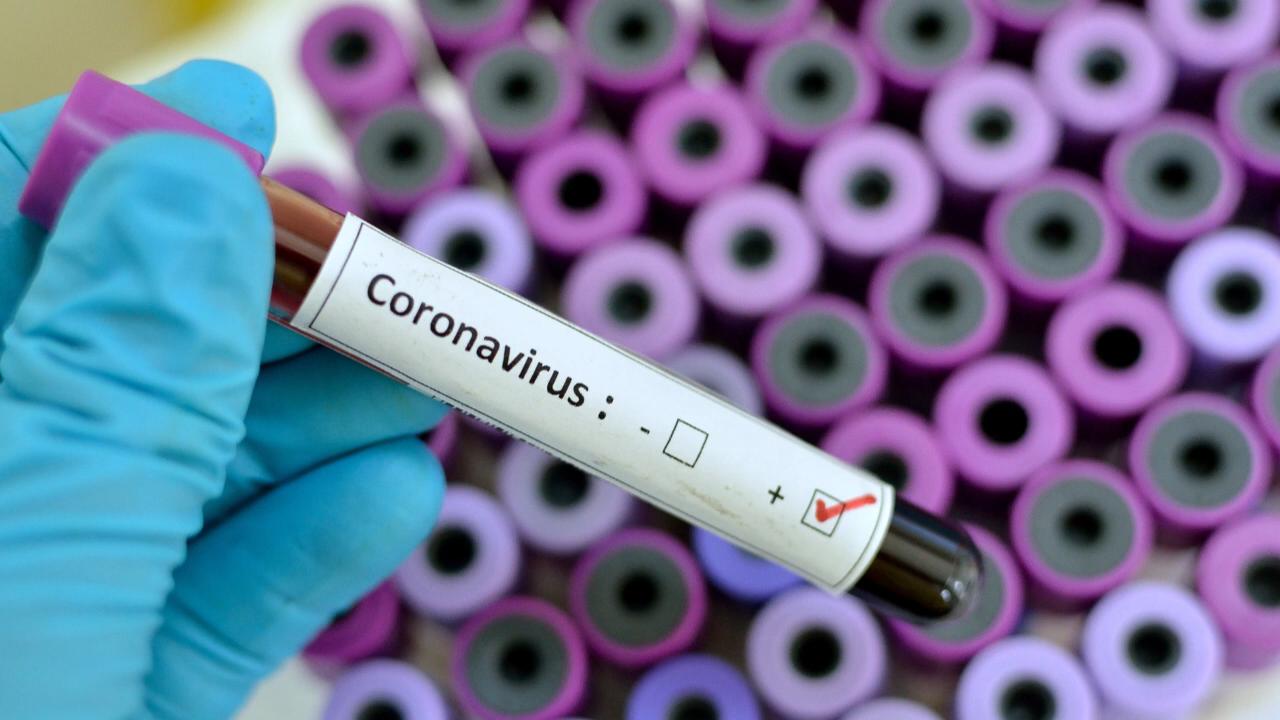 Coronavirus :
- ☐
+ ☑